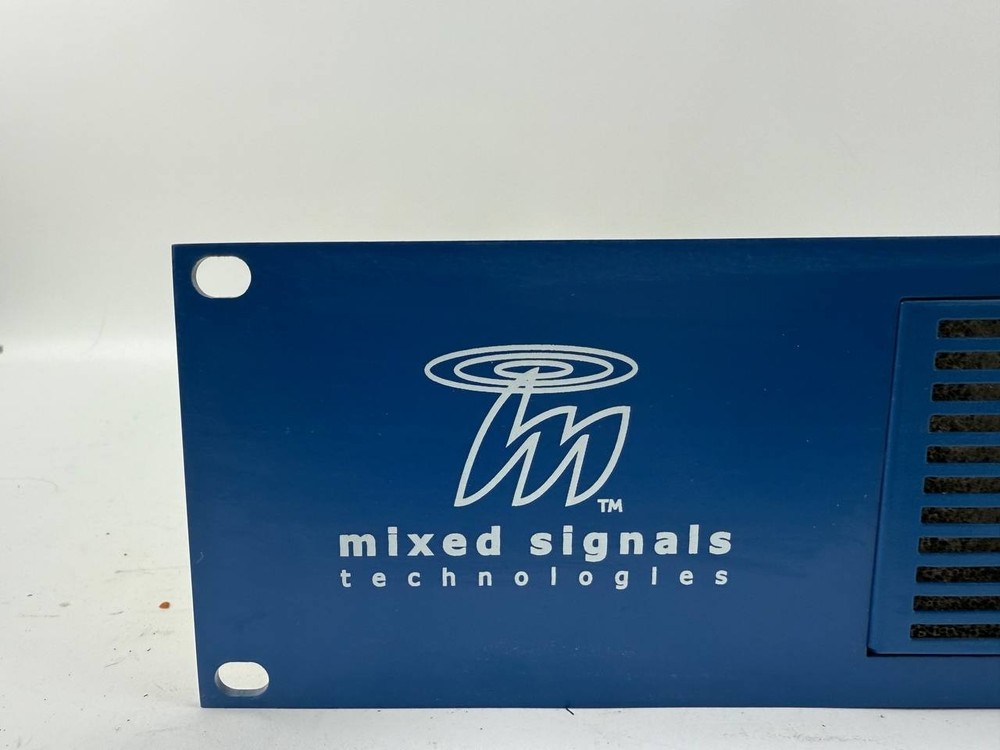 m
TM
mixed signals
technologies